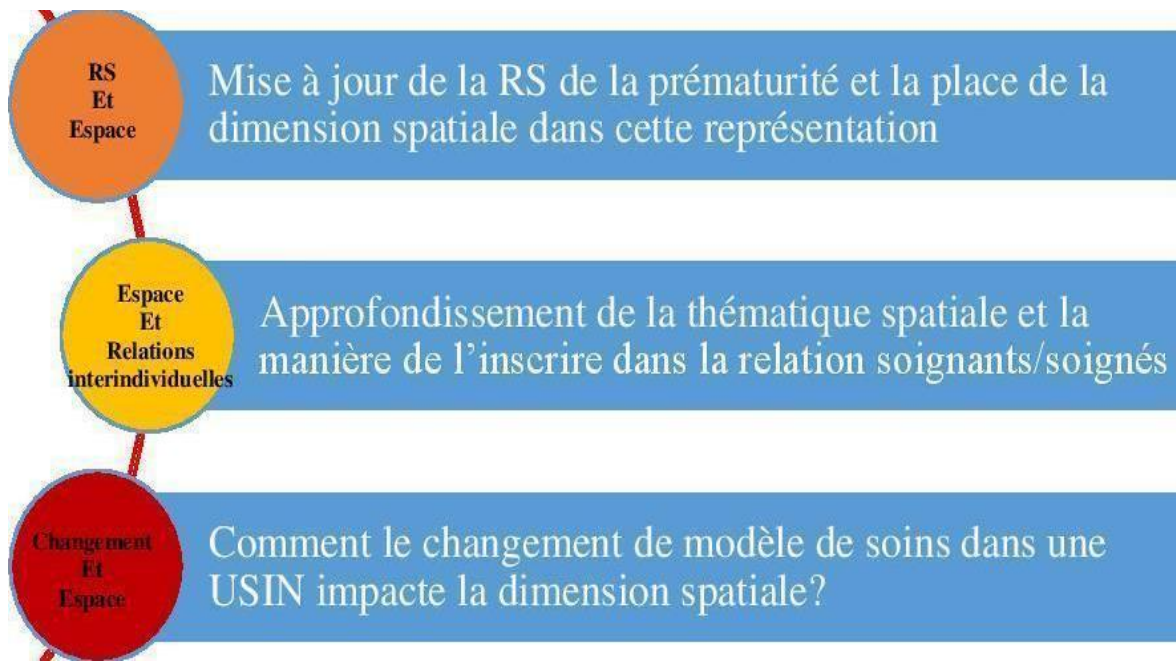 RS
Et
Espace
Mise à jour de la RS de la prématurité et la place de la
dimension spatiale dans cette représentation
Espace
Et
Relations
interindividuelles
Approfondissement de la thématique spatiale et la
manière de l’inscrire dans la relation soignants/soignés
Changement
Et
Espace
Comment le changement de modèle de soins dans une
USIN impacte la dimension spatiale?